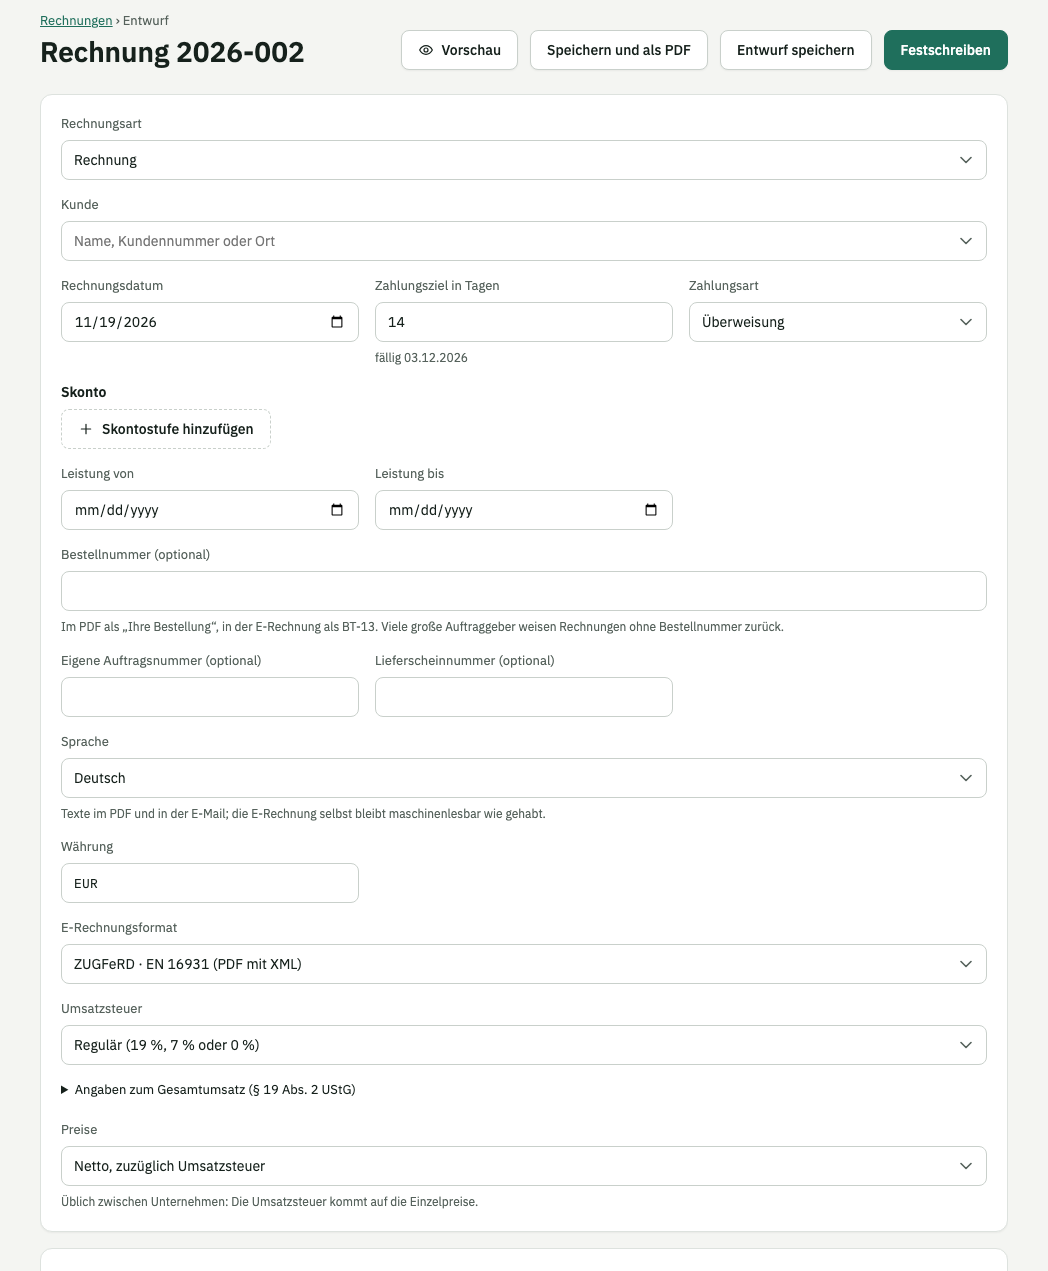 Rechnungen › Entwurf
Rechnung 2026-002
Vorschau
Speichern und als PDF
Entwurf speichern
Festschreiben
Rechnungsart
Rechnung
Kunde
Name, Kundennummer oder Ort
Rechnungsdatum
Zahlungsziel in Tagen
Zahlungsart
11/19/2026
14
Überweisung
fällig 03.12.2026
Skonto
Skontostufe hinzufügen
Leistung von
Leistung bis
mm/dd/yyyy
mm/dd/yyyy
Bestellnummer (optional)
Im PDF als „Ihre Bestellung“, in der E-Rechnung als BT-13. Viele große Auftraggeber weisen Rechnungen ohne Bestellnummer zurück.
Eigene Auftragsnummer (optional)
Lieferscheinnummer (optional)
Sprache
Deutsch
Texte im PDF und in der E-Mail; die E-Rechnung selbst bleibt maschinenlesbar wie gehabt.
Währung
EUR
E-Rechnungsformat
ZUGFeRD · EN 16931 (PDF mit XML)
Umsatzsteuer
Regulär (19 %, 7 % oder 0 %)
Angaben zum Gesamtumsatz (§ 19 Abs. 2 UStG)
Preise
Netto, zuzüglich Umsatzsteuer
Üblich zwischen Unternehmen: Die Umsatzsteuer kommt auf die Einzelpreise.